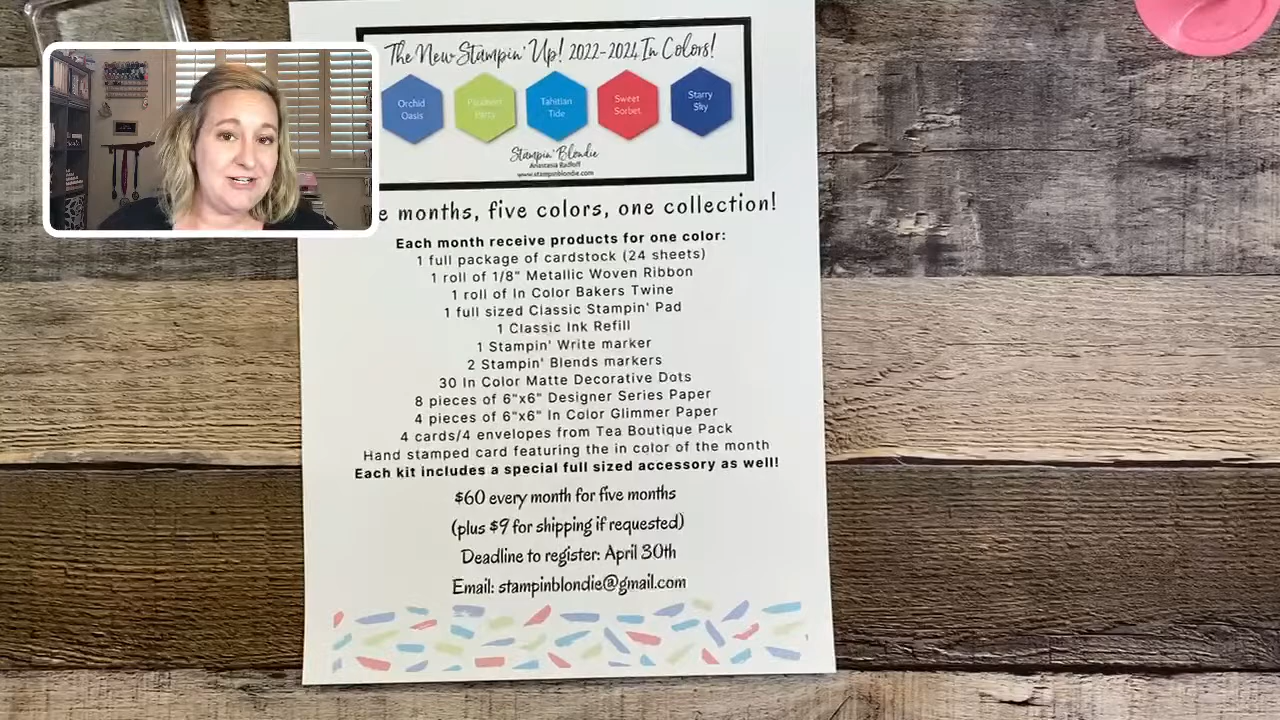 The New Stampin' Up! 2022-2024 In Colors!
Orchid Oasis
Parakeet Party
Tahitian Tide
Sweet Sorbet
Starry Sky
Stampin' Blondie
Anastasia Radloff
www.stampinblondie.com
e months, five colors, one collection!
Each month receive products for one color:
1 full package of cardstock (24 sheets)
1 roll of 1/8" Metallic Woven Ribbon
1 roll of In Color Bakers Twine
1 full sized Classic Stampin' Pad
1 Classic Ink Refill
1 Stampin' Write marker
2 Stampin' Blends markers
30 In Color Matte Decorative Dots
8 pieces of 6"x6" Designer Series Paper
4 pieces of 6"x6" In Color Glimmer Paper
4 cards/4 envelopes from Tea Boutique Pack
Hand stamped card featuring the in color of the month
Each kit includes a special full sized accessory as well!
$60 every month for five months
(plus $9 for shipping if requested)
Deadline to register: April 30th
Email: stampinblondie@gmail.com